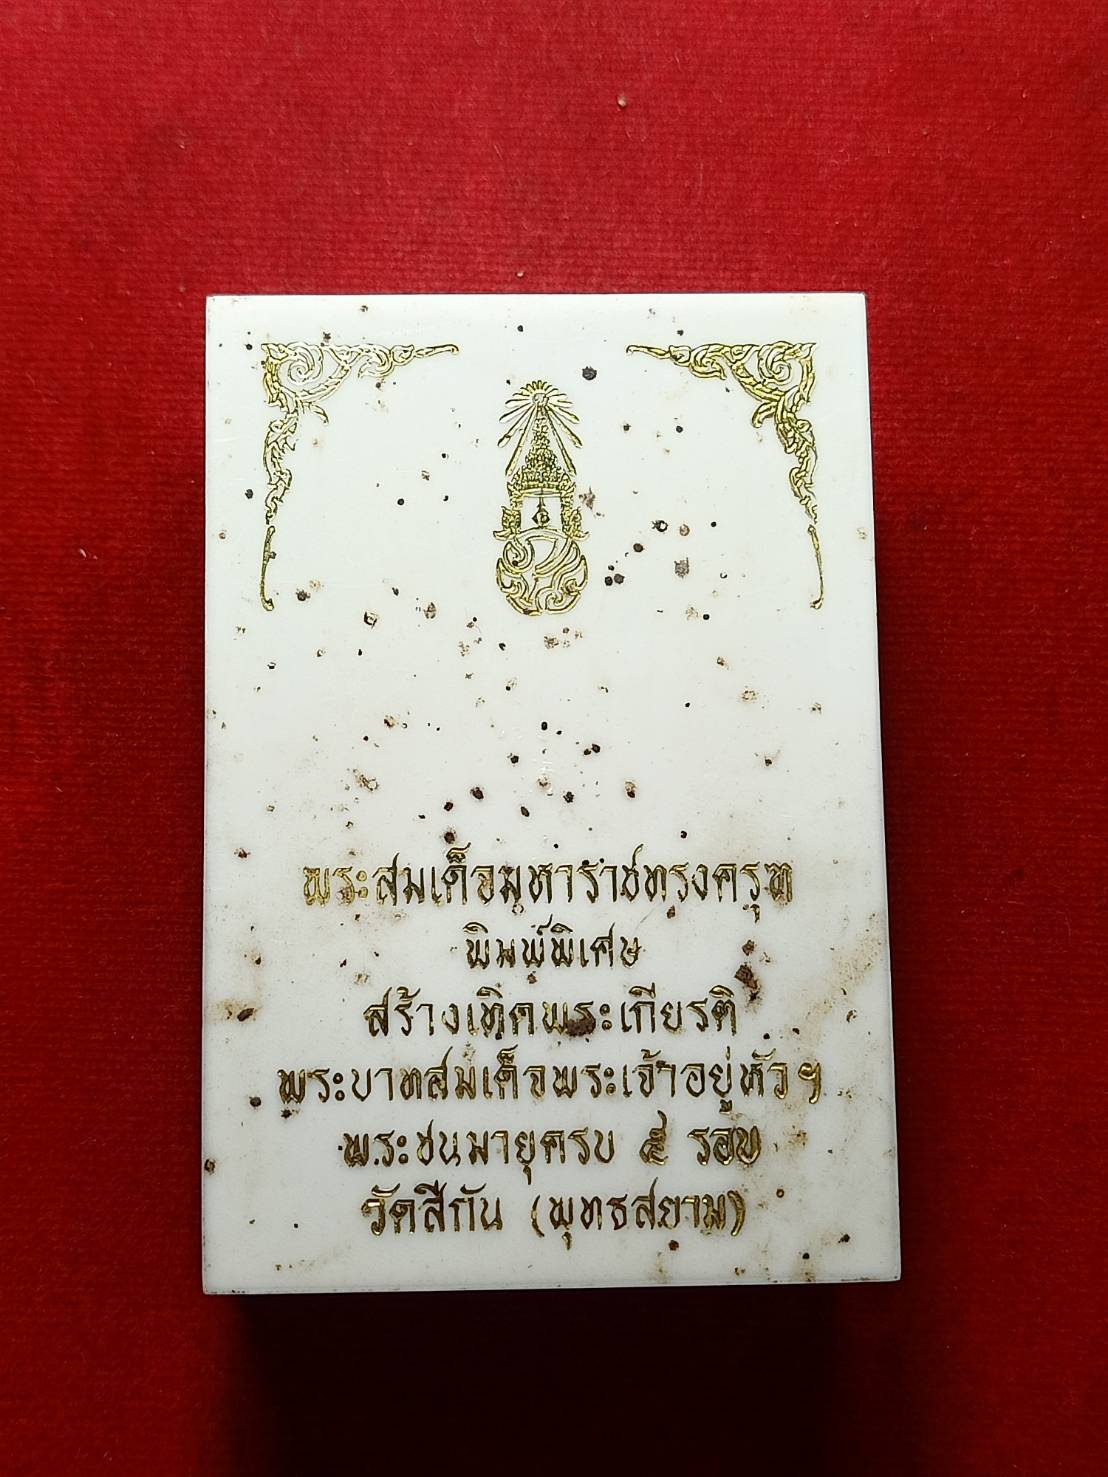 พระสมเด็จมหาราชทรงครุฑ
พิมพ์พิเศษ
สร้างเทิดพระเกียรติ
พระบาทสมเด็จพระเจ้าอยู่หัวฯ
พระชนมายุครบ ๕ รอบ
วัดสีกัน (พุทธสยาม)